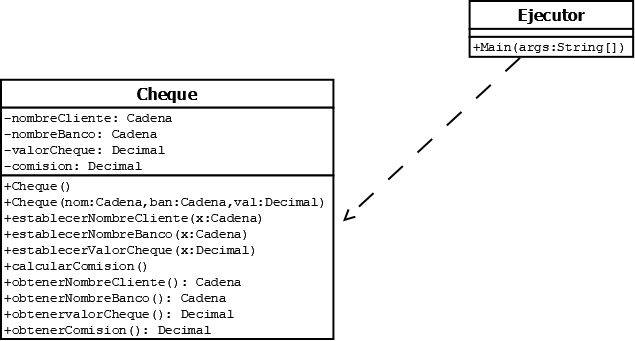 Ejecutor
+Main(args:String[])
Cheque
-nombreCliente: Cadena
-nombreBanco: Cadena
-valorCheque: Decimal
-comision: Decimal
+Cheque()
+Cheque(nom:Cadena,ban:Cadena,val:Decimal)
+establecerNombreCliente(x:Cadena)
+establecerNombreBanco(x:Cadena)
+establecerValorCheque(x:Decimal)
+calcularComision()
+obtenerNombreCliente(): Cadena
+obtenerNombreBanco(): Cadena
+obtenervalorCheque(): Decimal
+obtenerComision(): Decimal